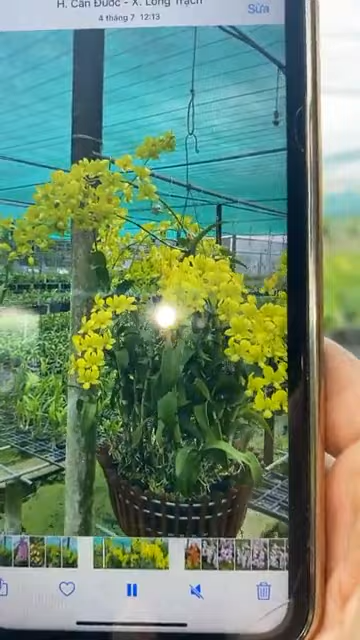 H. Cần Đước - X. Long Trạch
4 tháng 7 12:13
Sửa